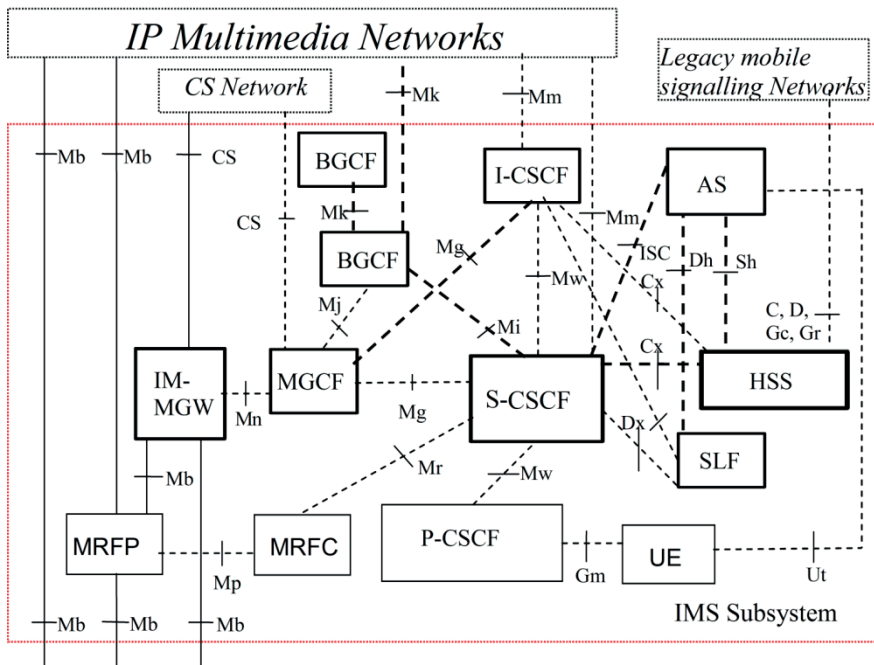 IP Multimedia Networks
CS Network
Legacy mobile
signalling Networks
Mk
Mm
Mb
Mb
CS
BGCF
I-CSCF
AS
CS
Mk
Mm
BGCF
Mg
Mw
ISC
Dh
Sh
Cx
Mj
Mi
C, D,
Gc, Gr
Cx
IM-
MGW
MGCF
S-CSCF
HSS
Mn
Mg
Dx
SLF
Mb
Mr
Mw
MRFP
MRFC
P-CSCF
UE
Mp
Gm
Ut
IMS Subsystem
Mb
Mb
Mb